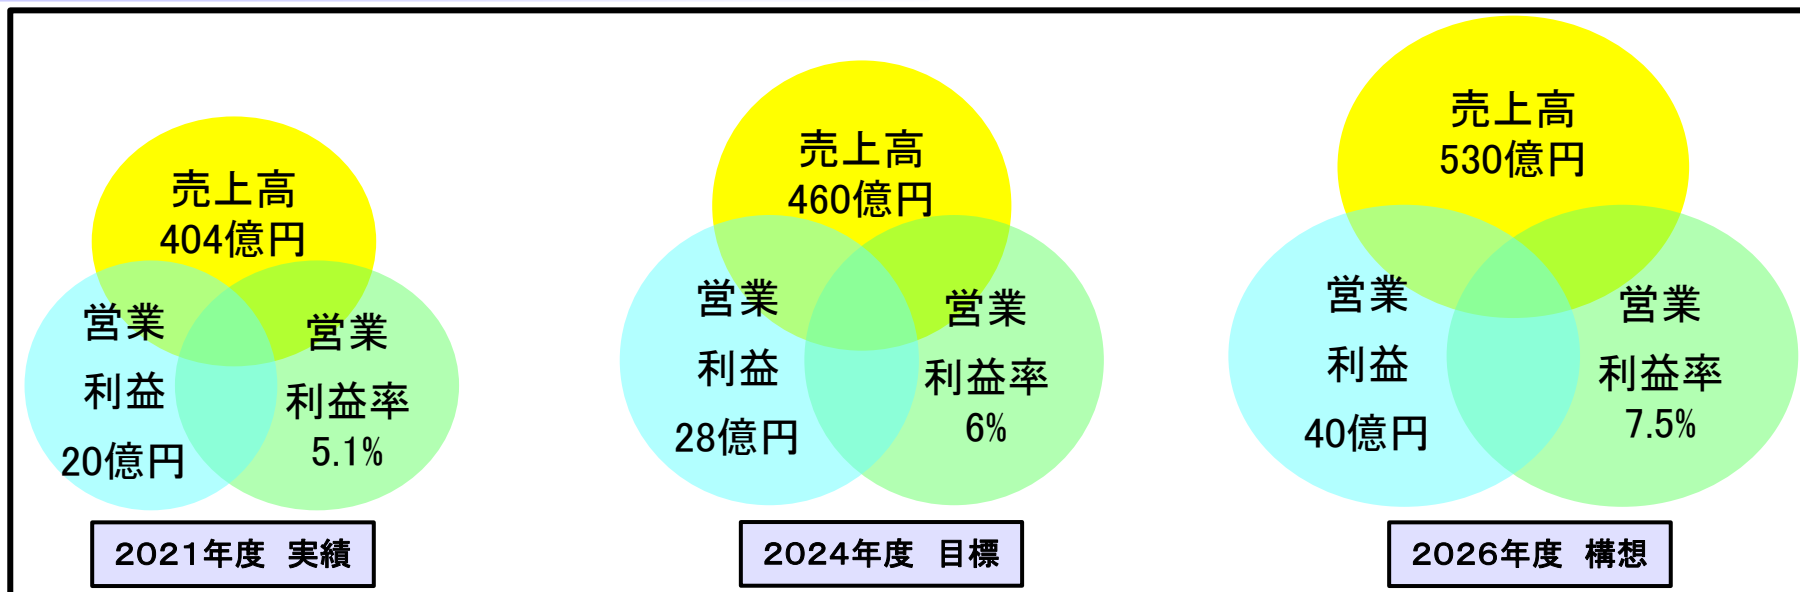 売上高
404億円
営業
利益
20億円
営業
利益率
5.1%
2021年度 実績
売上高
460億円
営業
利益
28億円
営業
利益率
6%
2024年度 目標
売上高
530億円
営業
利益
40億円
営業
利益率
7.5%
2026年度 構想